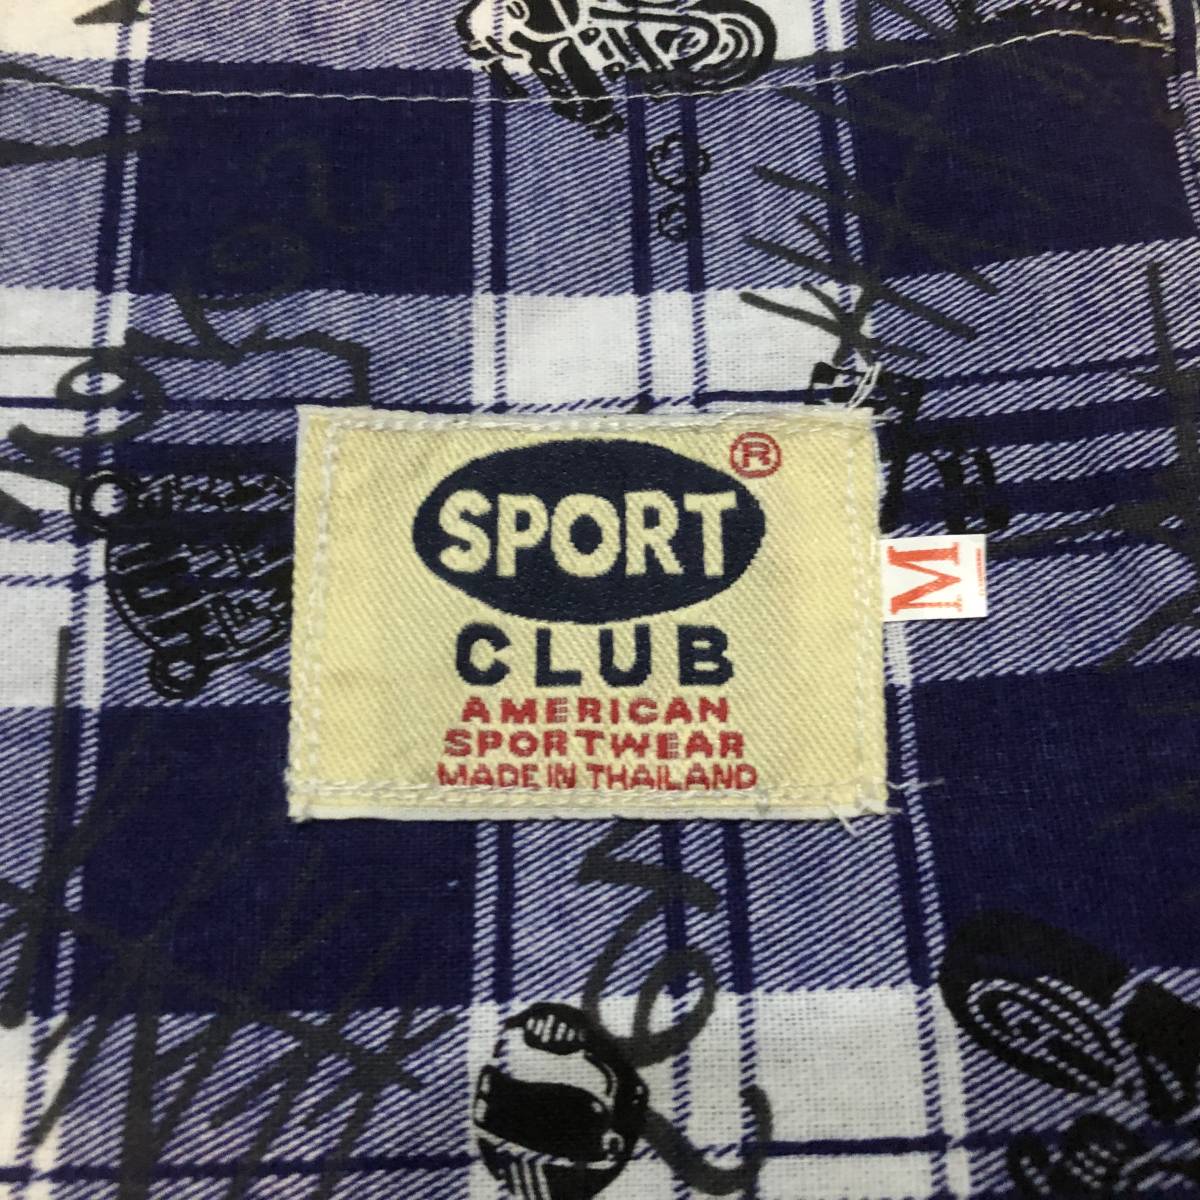 SPORT ®
CLUB
AMERICAN
SPORTWEAR
MADE IN THAILAND
M